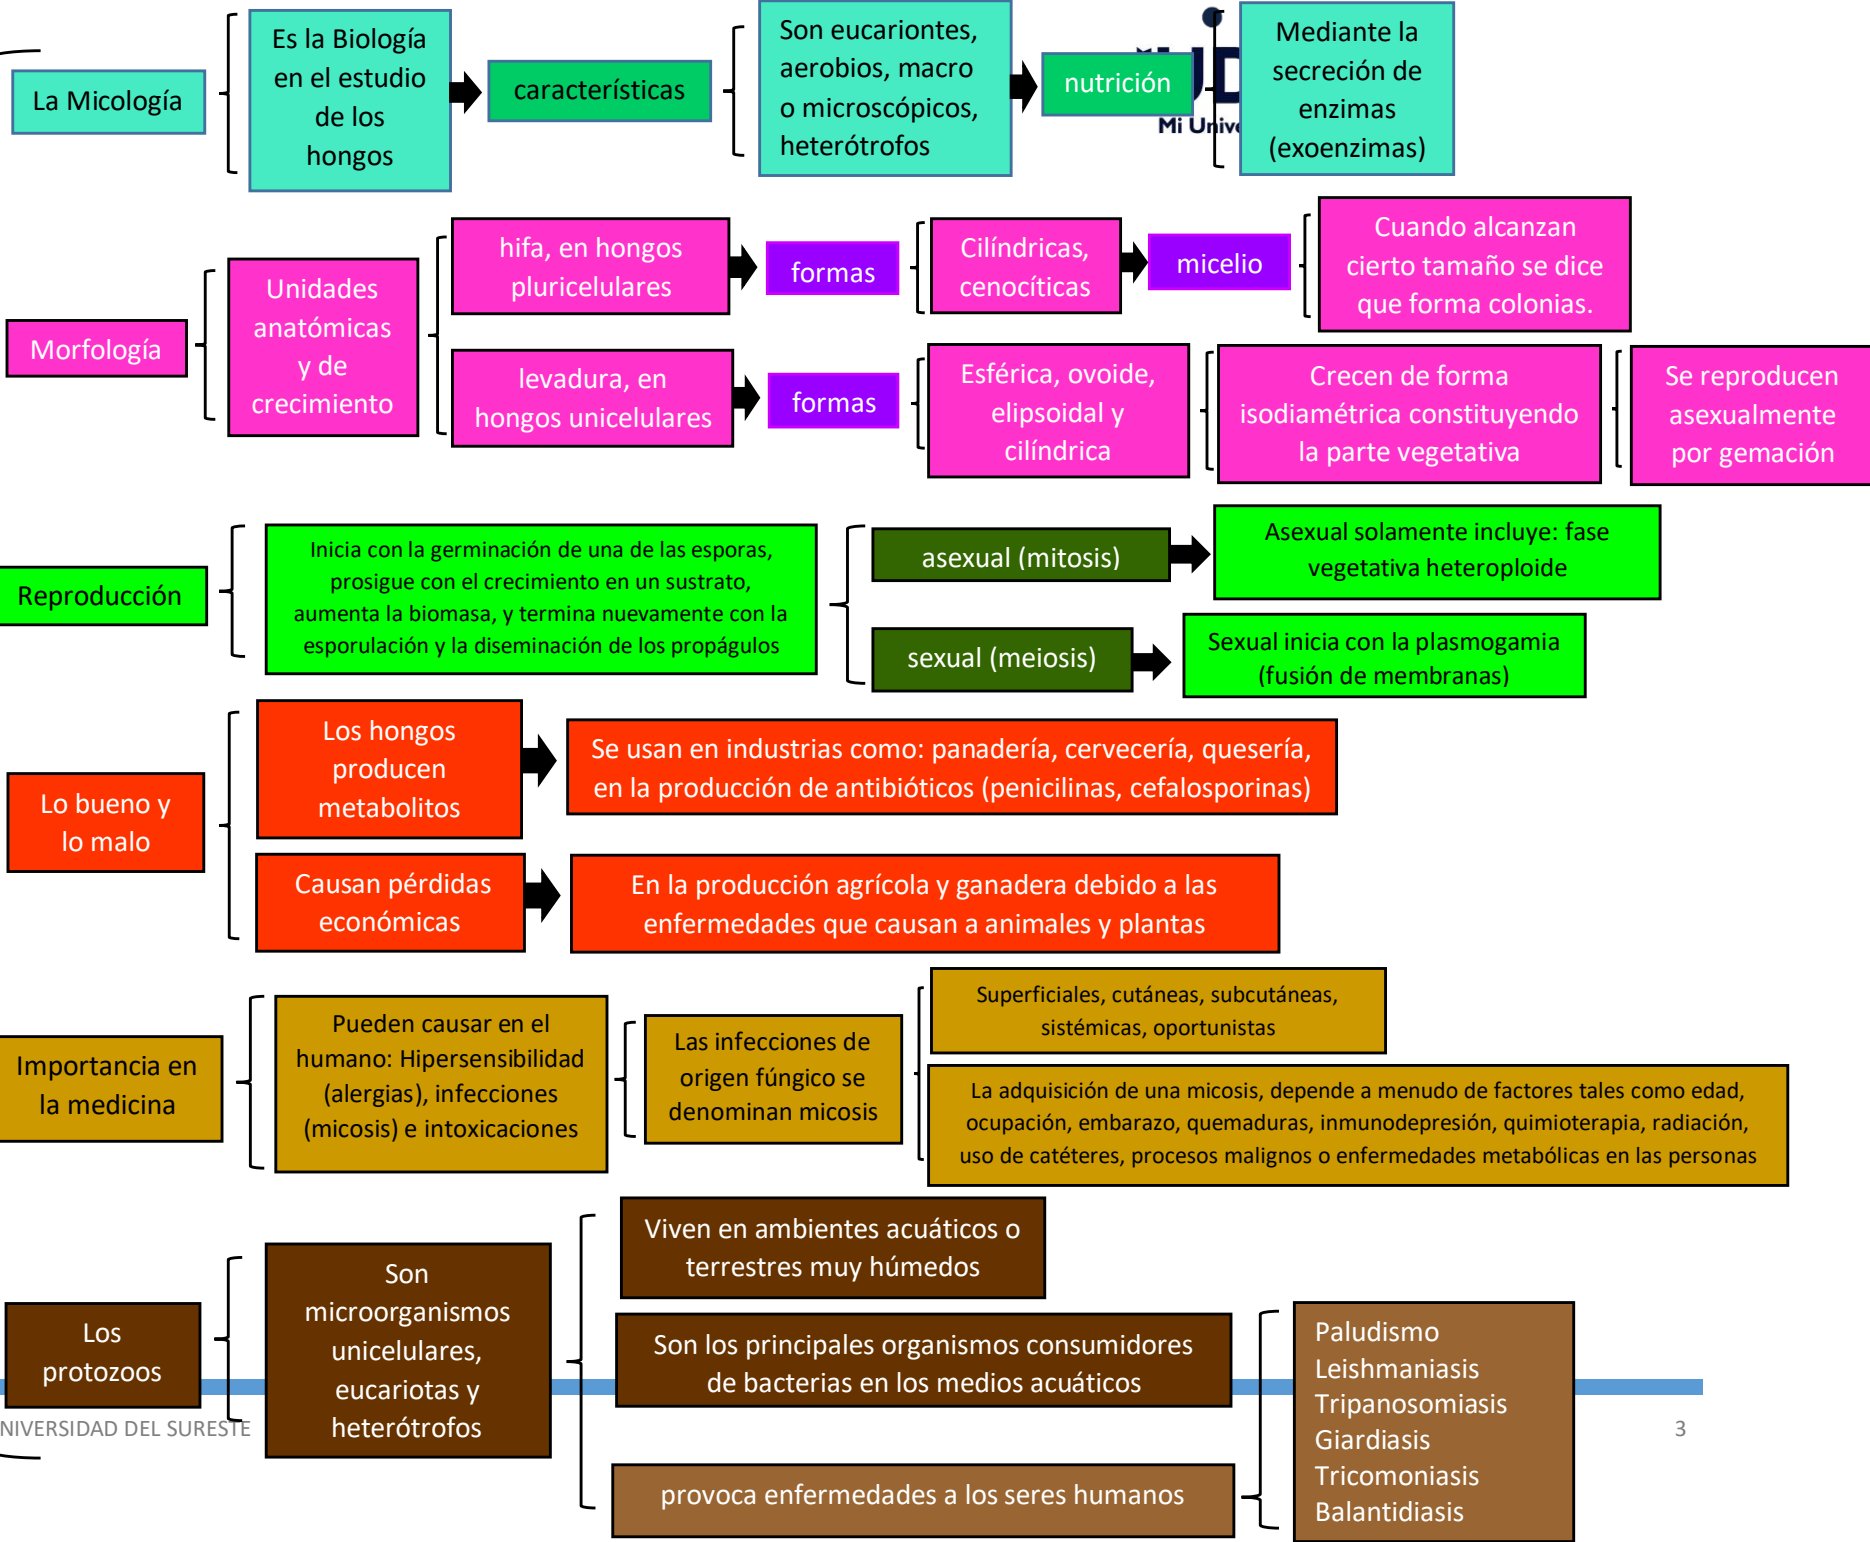 La Micología
Es la Biología
en el estudio
de los
hongos
características
Son eucariontes,
aerobios, macro
o microscópicos,
heterótrofos
nutrición
Mi
Mediante la
secreción de
enzimas
(exoenzimas)
Morfología
Unidades
anatómicas
y de
crecimiento
hifa, en hongos
pluricelulares
formas
Cilíndricas,
cenocíticas
micelio
Cuando alcanzan
cierto tamaño se dice
que forma colonias.
levadura, en
hongos unicelulares
formas
Esférica, ovoide,
elipsoidal y
cilíndrica
Crecen de forma
isodiamétrica constituyendo
la parte vegetativa
Se reproducen
asexualmente
por gemación
Reproducción
Inicia con la germinación de una de las esporas,
prosigue con el crecimiento en un sustrato,
aumenta la biomasa, y termina nuevamente con la
esporulación y la diseminación de los propágulos
asexual (mitosis)
Asexual solamente incluye: fase
vegetativa heteroploide
sexual (meiosis)
Sexual inicia con la plasmogamia
(fusión de membranas)
Lo bueno y
lo malo
Los hongos
producen
metabolitos
Se usan en industrias como: panadería, cervecería, quesería,
en la producción de antibióticos (penicilinas, cefalosporinas)
Causan pérdidas
económicas
En la producción agrícola y ganadera debido a las
enfermedades que causan a animales y plantas
Importancia en
la medicina
Pueden causar en el
humano: Hipersensibilidad
(alergias), infecciones
(micosis) e intoxicaciones
Las infecciones de
origen fúngico se
denominan micosis
Superficiales, cutáneas, subcutáneas,
sistémicas, oportunistas
La adquisición de una micosis, depende a menudo de factores tales como edad,
ocupación, embarazo, quemaduras, inmunodepresión, quimioterapia, radiación,
uso de catéteres, procesos malignos o enfermedades metabólicas en las personas
Los
protozoos
Son
microorganismos
unicelulares,
eucariotas y
heterótrofos
Viven en ambientes acuáticos o
terrestres muy húmedos
Son los principales organismos consumidores
de bacterias en los medios acuáticos
provoca enfermedades a los seres humanos
Paludismo
Leishmaniasis
Tripanosomiasis
Giardiasis
Tricomoniasis
Balantidiasis
NIVERSIDAD DEL SURESTE
3